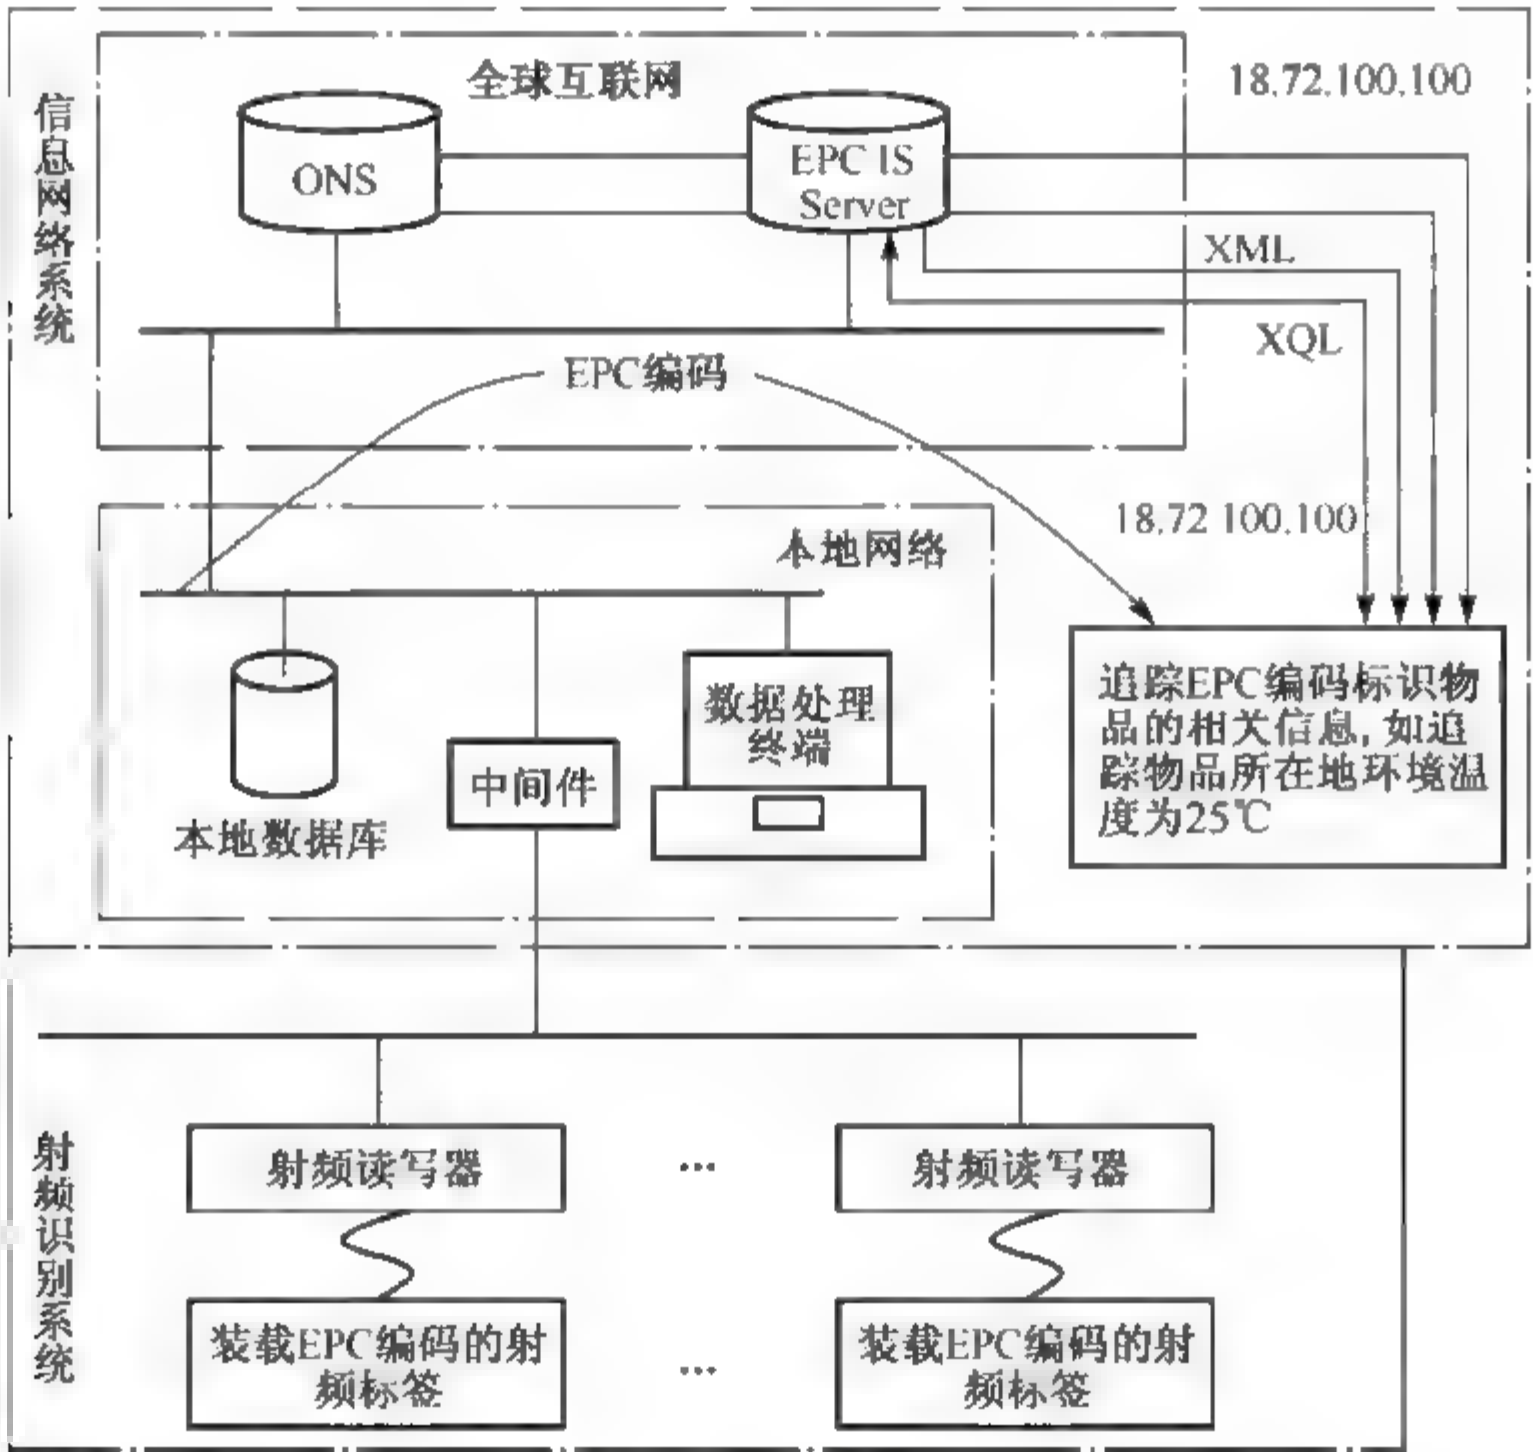 信息网络系统
全球互联网
18.72.100.100
ONS
EPC IS
Server
XML
XQL
EPC编码
18.72 100.100
本地网络
追踪EPC编码标识物
品的相关信息,如追
踪物品所在地环境温
度为25℃
数据处理
终端
中间件
本地数据库
射频识别系统
射频读写器
...
射频读写器
装载EPC编码的射
频标签
...
装载EPC编码的射
频标签